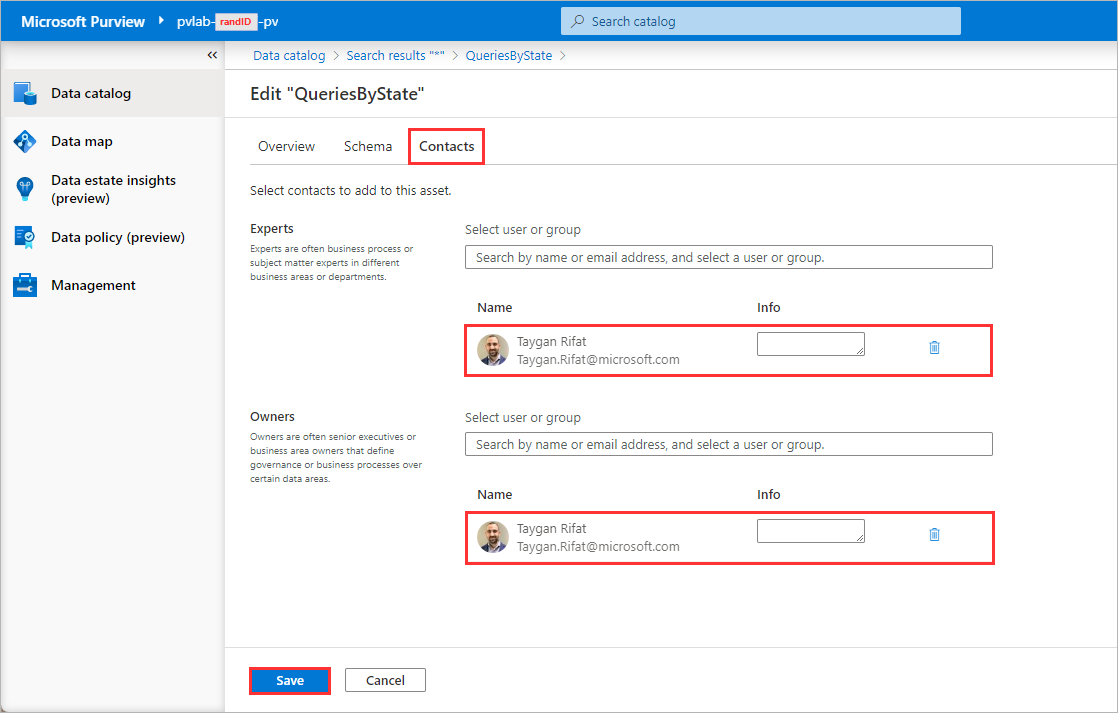 Microsoft Purview pvlab-randID-pv
Search catalog
Data catalog
Data map
Data estate insights
(preview)
Data policy (preview)
Management
Data catalog > Search results "*" > QueriesByState >
Edit "QueriesByState"
Overview Schema Contacts
Select contacts to add to this asset.
Experts
Experts are often business process or
subject matter experts in different
business areas or departments.
Select user or group
Search by name or email address, and select a user or group.
Name Info
Taygan Rifat
Taygan.Rifat@microsoft.com
Owners
Owners are often senior executives or
business area owners that define
governance or business processes over
certain data areas.
Select user or group
Search by name or email address, and select a user or group.
Name Info
Taygan Rifat
Taygan.Rifat@microsoft.com
Save Cancel